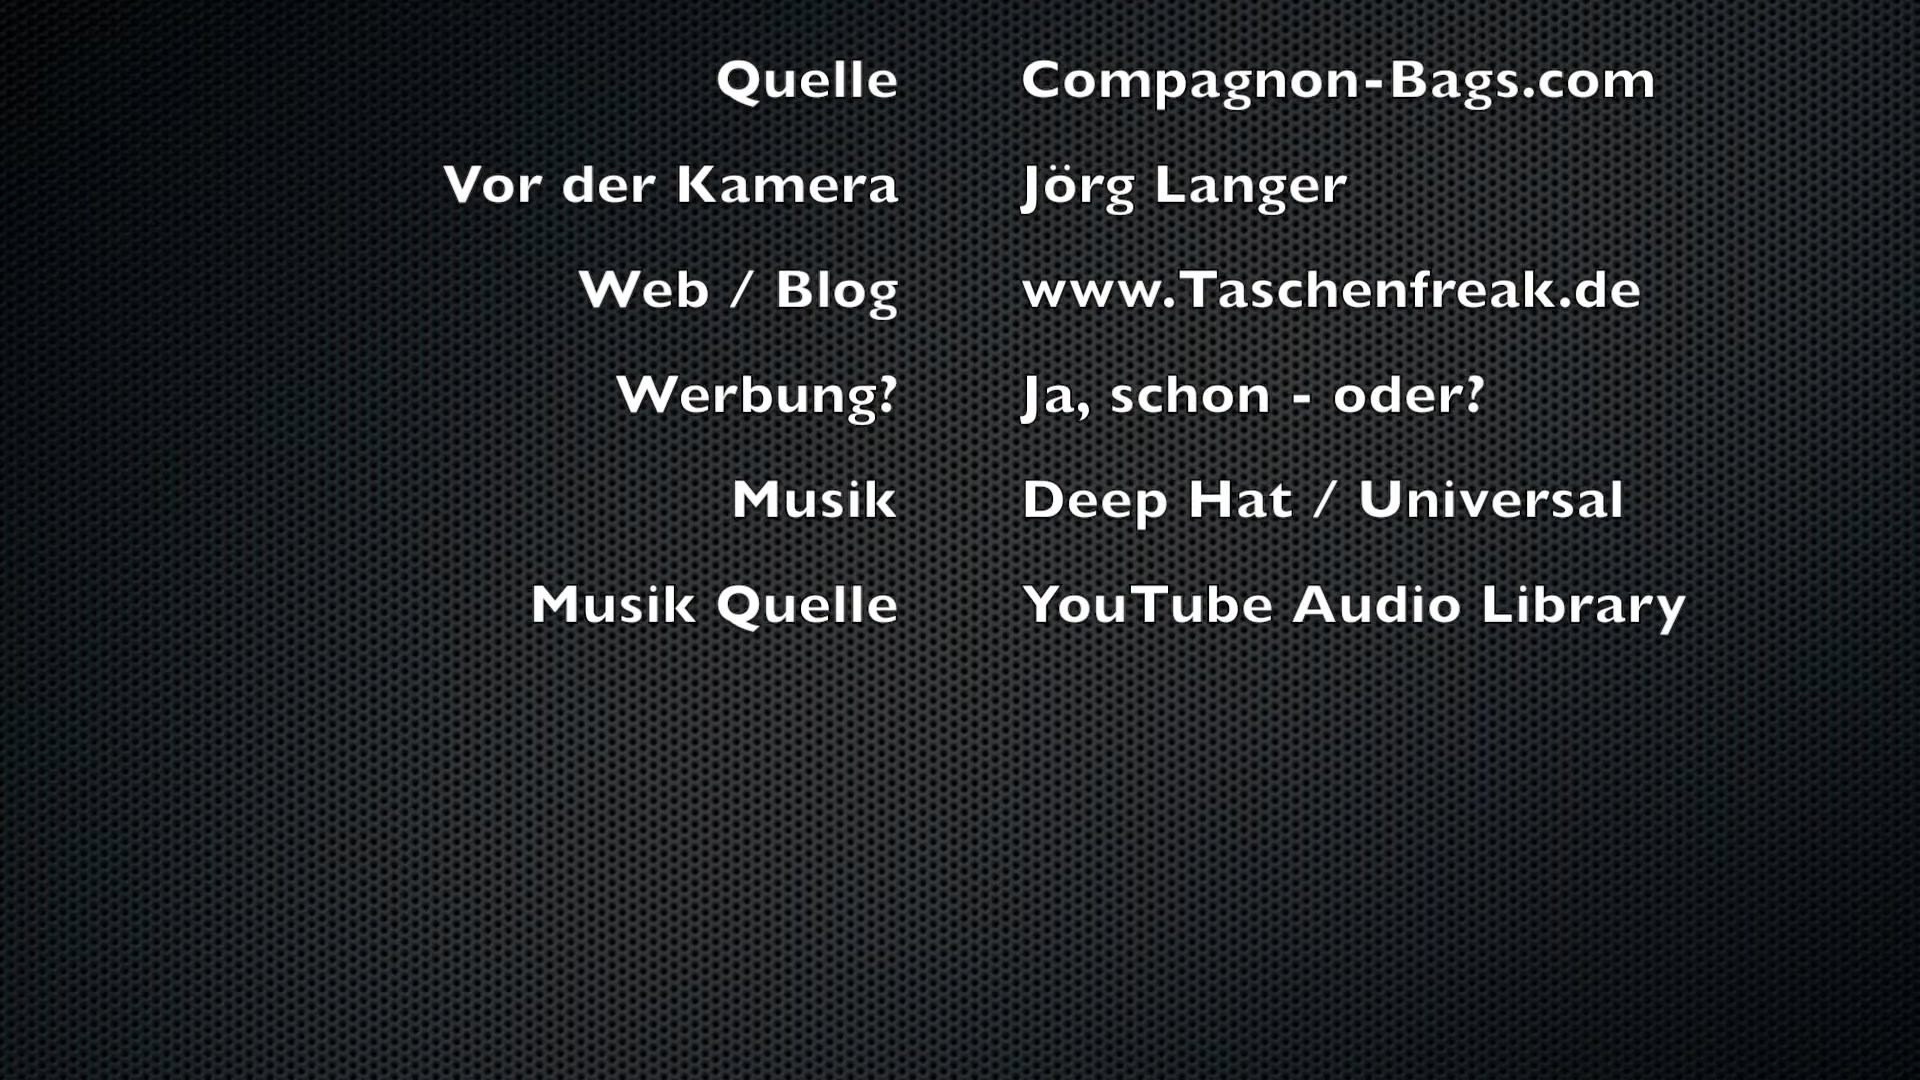 Quelle Compagnon-Bags.com
Vor der Kamera Jörg Langer
Web / Blog www.Taschenfreak.de
Werbung? Ja, schon - oder?
Musik Deep Hat / Universal
Musik Quelle YouTube Audio Library